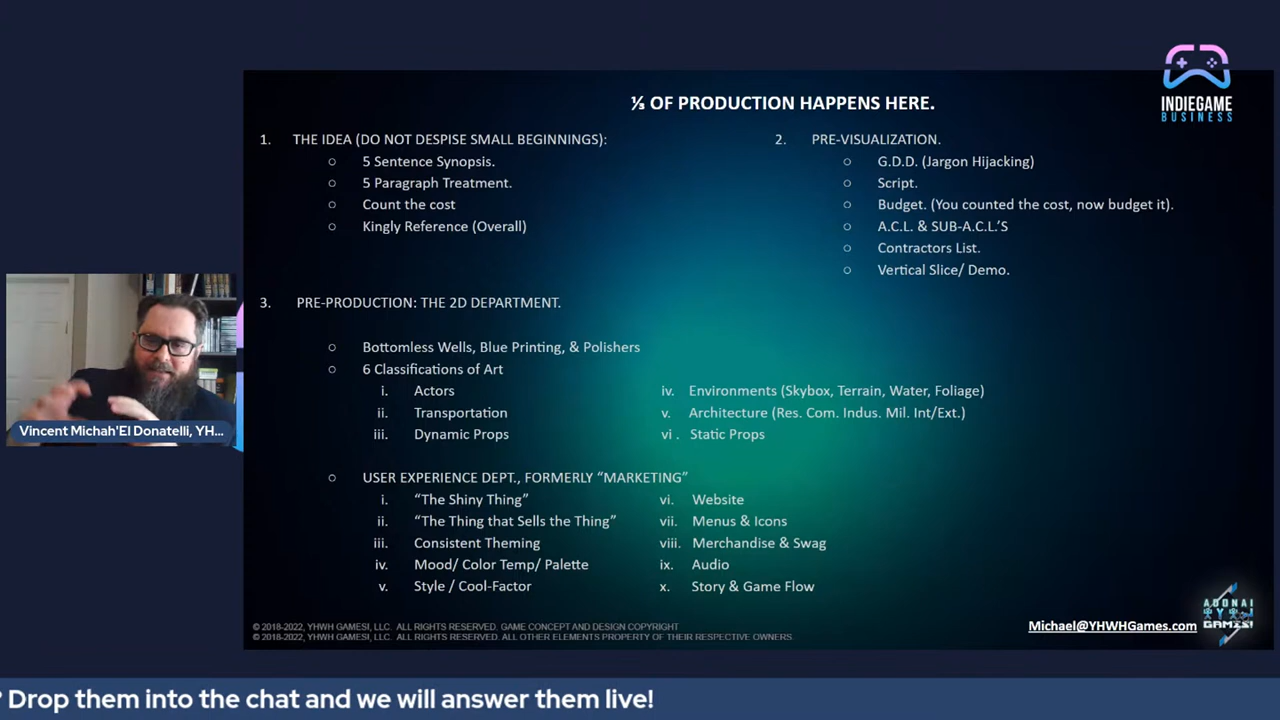 ⅓ OF PRODUCTION HAPPENS HERE.
INDIEGAME
BUSINESS
1. THE IDEA (DO NOT DESPISE SMALL BEGINNINGS):
○ 5 Sentence Synopsis.
○ 5 Paragraph Treatment.
○ Count the cost
○ Kingly Reference (Overall)
2. PRE-VISUALIZATION.
○ G.D.D. (Jargon Hijacking)
○ Script.
○ Budget. (You counted the cost, now budget it).
○ A.C.L. & SUB-A.C.L.'S
○ Contractors List.
○ Vertical Slice/ Demo.
3. PRE-PRODUCTION: THE 2D DEPARTMENT.
○ Bottomless Wells, Blue Printing, & Polishers
○ 6 Classifications of Art
i. Actors
ii. Transportation
iii. Dynamic Props
iv. Environments (Skybox, Terrain, Water, Foliage)
v. Architecture (Res. Com. Indus. Mil. Int/Ext.)
vi . Static Props
○ USER EXPERIENCE DEPT., FORMERLY “MARKETING”
i. “The Shiny Thing”
ii. “The Thing that Sells the Thing”
iii. Consistent Theming
iv. Mood/ Color Temp/ Palette
v. Style / Cool-Factor
vi. Website
vii. Menus & Icons
viii. Merchandise & Swag
ix. Audio
x. Story & Game Flow
Vincent Michah'El Donatelli, YH...
© 2018-2022, YHWH GAMES!, LLC. ALL RIGHTS RESERVED. GAME CONCEPT AND DESIGN COPYRIGHT
© 2018-2022, YHWH GAMES!, LLC. ALL RIGHTS RESERVED. ALL OTHER ELEMENTS PROPERTY OF THEIR RESPECTIVE OWNERS.
Michael@YHWHGames.com
ADONAI
GAMES!
? Drop them into the chat and we will answer them live!